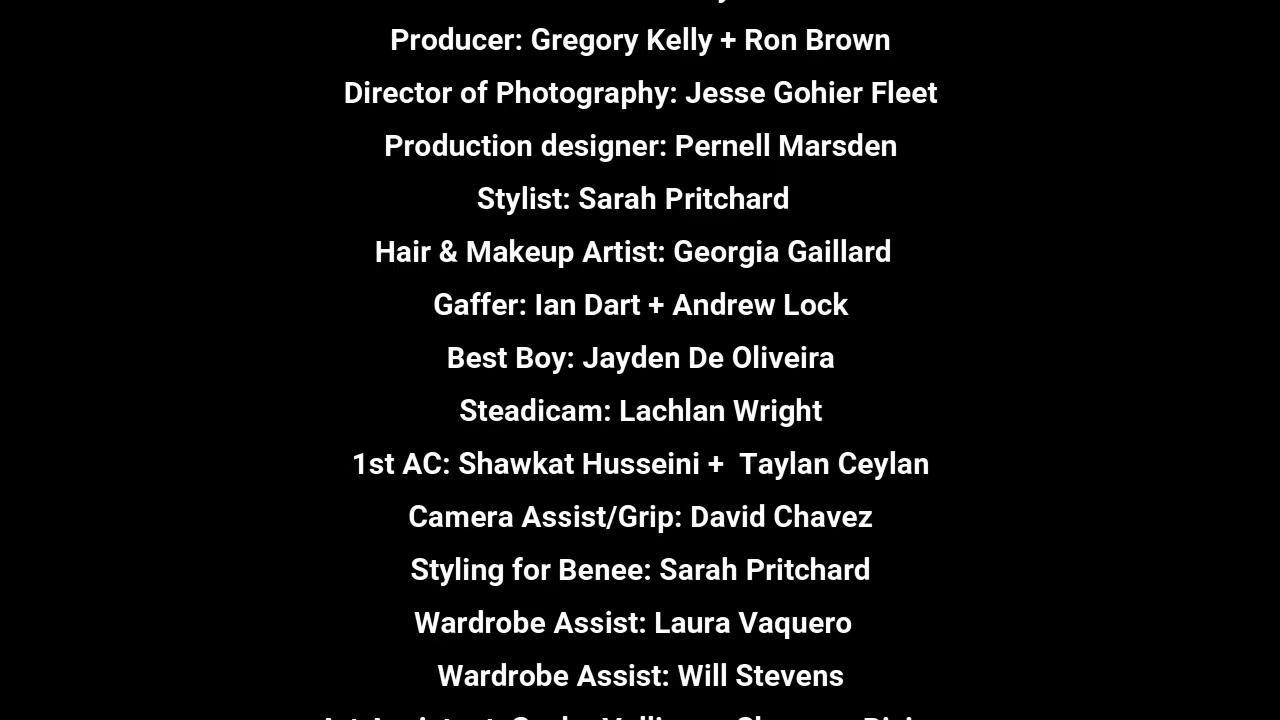 Producer: Gregory Kelly + Ron Brown
Director of Photography: Jesse Gohier Fleet
Production designer: Pernell Marsden
Stylist: Sarah Pritchard
Hair & Makeup Artist: Georgia Gaillard
Gaffer: Ian Dart + Andrew Lock
Best Boy: Jayden De Oliveira
Steadicam: Lachlan Wright
1st AC: Shawkat Husseini +  Taylan Ceylan
Camera Assist/Grip: David Chavez
Styling for Benee: Sarah Pritchard
Wardrobe Assist: Laura Vaquero
Wardrobe Assist: Will Stevens